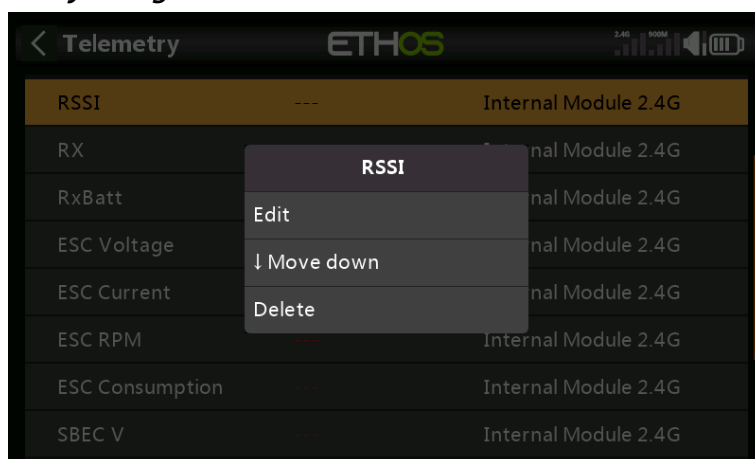 Telemetry ETHOS 2.4G 900M
RSSI --- Internal Module 2.4G
RX nal Module 2.4G
RSSI
RxBatt nal Module 2.4G
Edit
ESC Voltage nal Module 2.4G
↓ Move down
ESC Current nal Module 2.4G
Delete
ESC RPM --- Internal Module 2.4G
ESC Consumption --- Internal Module 2.4G
SBEC V --- Internal Module 2.4G